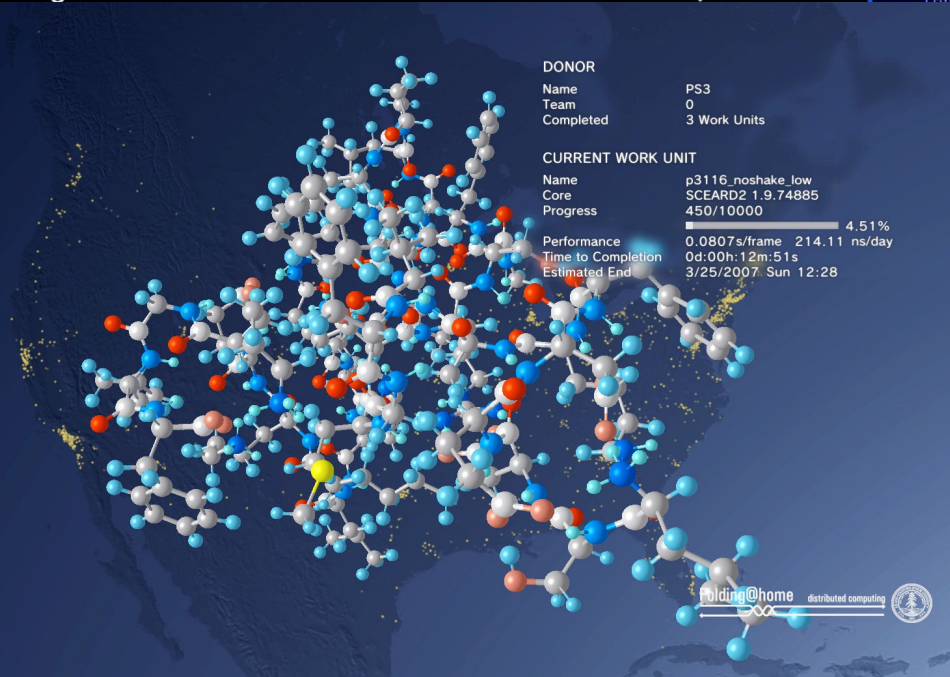 DONOR
Name PS3
Team 0
Completed 3 Work Units
CURRENT WORK UNIT
Name p3116_noshake_low
Core SCEARD2 1.9.74885
Progress 450/10000
4.51%
Performance 0.0807s/frame 214.11 ns/day
Time to Completion 0d:00h:12m:51s
Estimated End 3/25/2007 Sun 12:28
Folding@home distributed computing